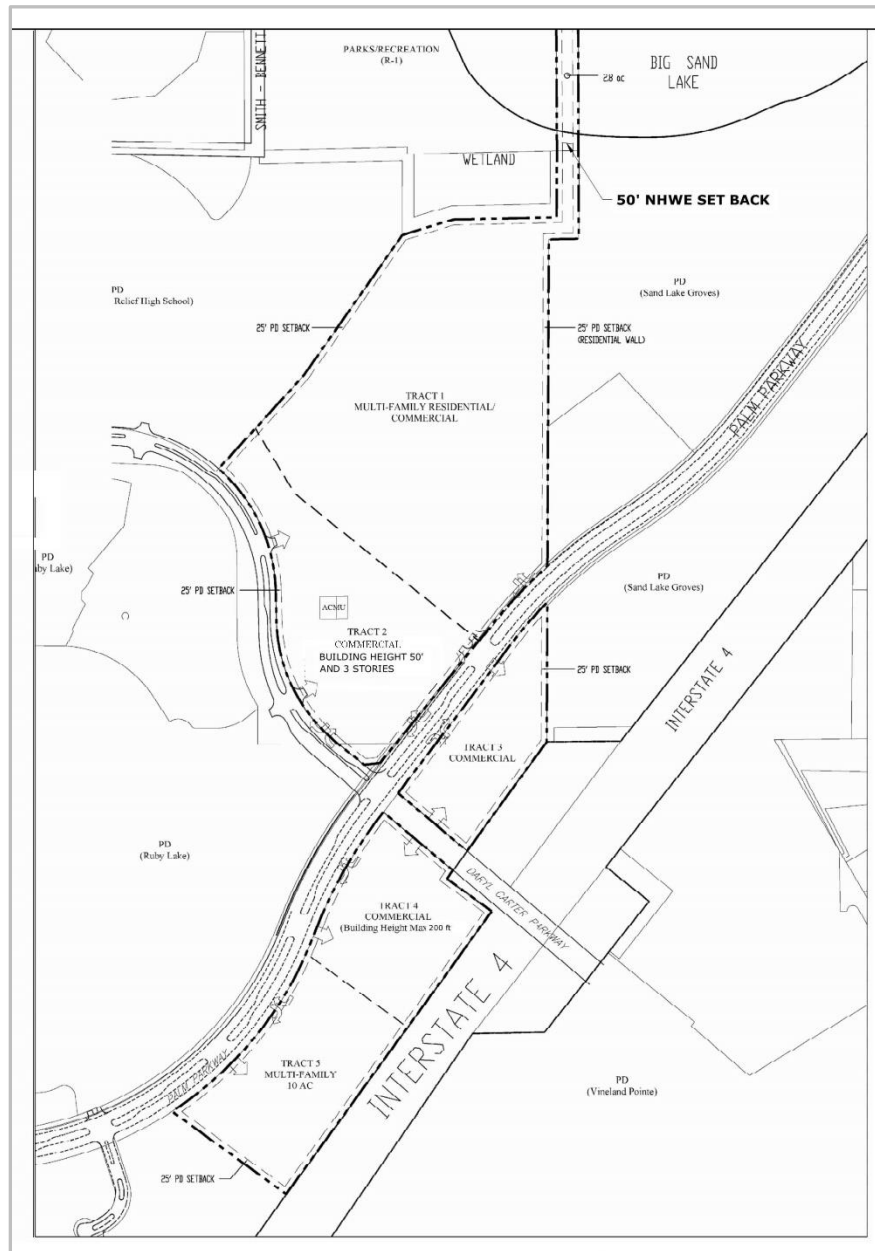 SMITH - BENNETT
PARKS/RECREATION
(R-1)
2.8 ac
BIG SAND
LAKE
WETLAND
50' NHWE SET BACK
PD
Relief High School)
25' PD SETBACK
25' PD SETBACK
(RESIDENTIAL WALL)
PD
(Sand Lake Groves)
PALM PARKWAY
TRACT 1
MULTI-FAMILY RESIDENTIAL/
COMMERCIAL
PD
(Sand Lake Groves)
PD
uby Lake)
25' PD SETBACK
ACMU
TRACT 2
COMMERCIAL
BUILDING HEIGHT 50'
AND 3 STORIES
25' PD SETBACK
INTERSTATE 4
TRACT 3
COMMERCIAL
PD
(Ruby Lake)
DARYL CARTER PARKWAY
TRACT 4
COMMERCIAL
(Building Height Max 200 ft
INTERSTATE 4
TRACT 5
MULTI-FAMILY
10 AC
PALM PARKWAY
PD
(Vineland Pointe)
25' PD SETBACK